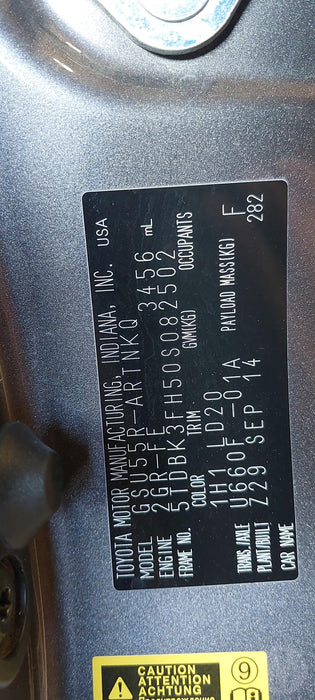 TOYOTA MOTOR MANUFACTURING, INDIANA, INC. USA
MODEL GSU55R-ARTNKQ
ENGINE 2GR-FE 3456 mL
FRAME NO. 5TDBK3FH50S082502
COLOR TRIM GVM(KG) OCCUPANTS
1H1 LD20
TRANS./AXLE U660F -01A PAYLOAD MASS(KG) F
PLANT/BUILT Z29 SEP 14 282
CAR NAME
CAUTION
ATTENTION
ACHTUNG
9